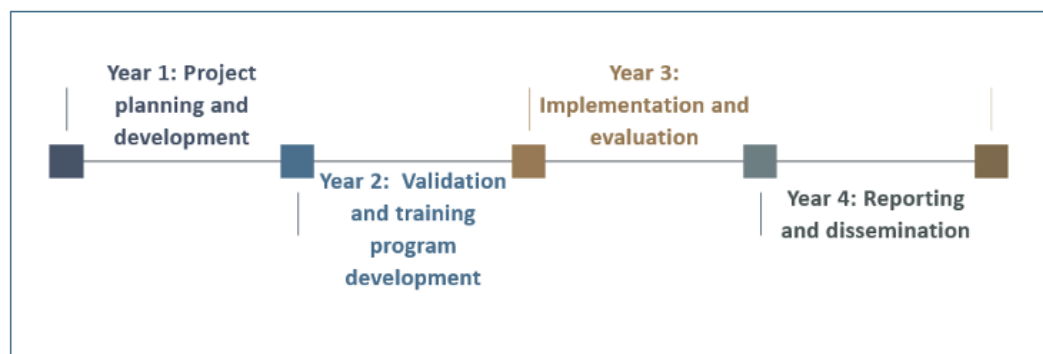 Year 1: Project
planning and
development
Year 2:  Validation
and training
program
development
Year 3:
Implementation and
evaluation
Year 4: Reporting
and dissemination